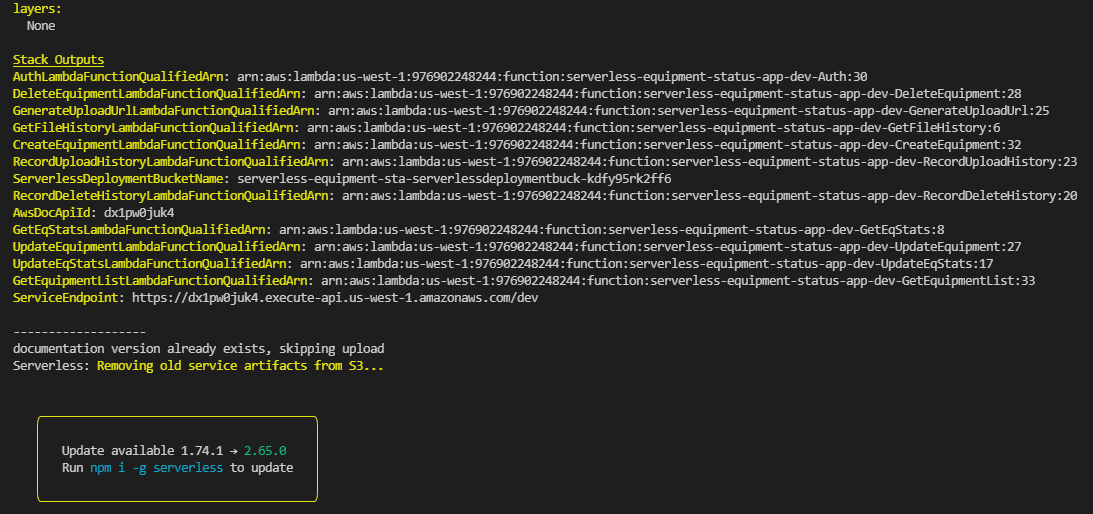 layers:
None
Stack Outputs
AuthLambdaFunctionQualifiedArn: arn:aws:lambda:us-west-1:976902248244:function:serverless-equipment-status-app-dev-Auth:30
DeleteEquipmentLambdaFunctionQualifiedArn: arn:aws:lambda:us-west-1:976902248244:function:serverless-equipment-status-app-dev-DeleteEquipment:28
GenerateUploadUrlLambdaFunctionQualifiedArn: arn:aws:lambda:us-west-1:976902248244:function:serverless-equipment-status-app-dev-GenerateUploadUrl:25
GetFileHistoryLambdaFunctionQualifiedArn: arn:aws:lambda:us-west-1:976902248244:function:serverless-equipment-status-app-dev-GetFileHistory:6
CreateEquipmentLambdaFunctionQualifiedArn: arn:aws:lambda:us-west-1:976902248244:function:serverless-equipment-status-app-dev-CreateEquipment:32
RecordUploadHistoryLambdaFunctionQualifiedArn: arn:aws:lambda:us-west-1:976902248244:function:serverless-equipment-status-app-dev-RecordUploadHistory:23
ServerlessDeploymentBucketName: serverless-equipment-sta-serverlessdeploymentbuck-kdfy95rk2ff6
RecordDeleteHistoryLambdaFunctionQualifiedArn: arn:aws:lambda:us-west-1:976902248244:function:serverless-equipment-status-app-dev-RecordDeleteHistory:20
AwsDocApiId: dx1pw0juk4
GetEqStatsLambdaFunctionQualifiedArn: arn:aws:lambda:us-west-1:976902248244:function:serverless-equipment-status-app-dev-GetEqStats:8
UpdateEquipmentLambdaFunctionQualifiedArn: arn:aws:lambda:us-west-1:976902248244:function:serverless-equipment-status-app-dev-UpdateEquipment:27
UpdateEqStatsLambdaFunctionQualifiedArn: arn:aws:lambda:us-west-1:976902248244:function:serverless-equipment-status-app-dev-UpdateEqStats:17
GetEquipmentListLambdaFunctionQualifiedArn: arn:aws:lambda:us-west-1:976902248244:function:serverless-equipment-status-app-dev-GetEquipmentList:33
ServiceEndpoint: https://dx1pw0juk4.execute-api.us-west-1.amazonaws.com/dev
-------------------
documentation version already exists, skipping upload
Serverless: Removing old service artifacts from S3...
Update available 1.74.1 → 2.65.0
Run npm i -g serverless to update